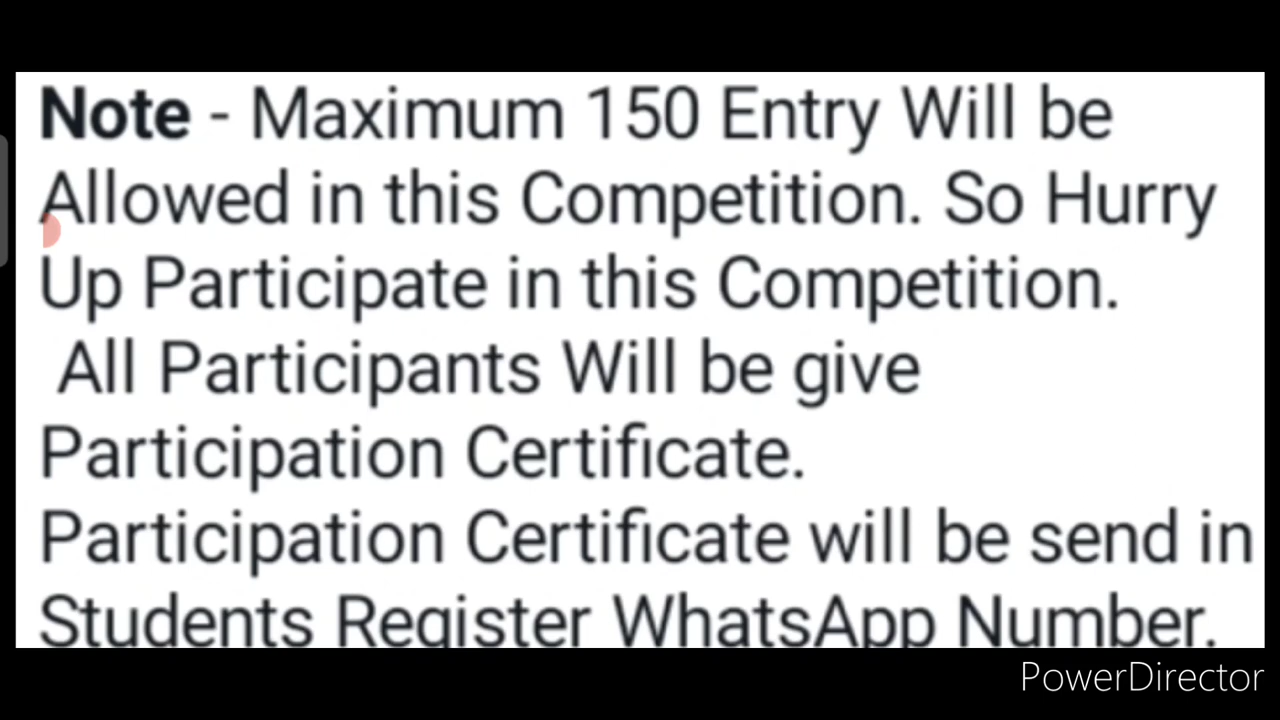 Note - Maximum 150 Entry Will be
Allowed in this Competition. So Hurry
Up Participate in this Competition.
All Participants Will be give
Participation Certificate.
Participation Certificate will be send in
Students Register WhatsApp Number.
PowerDirector